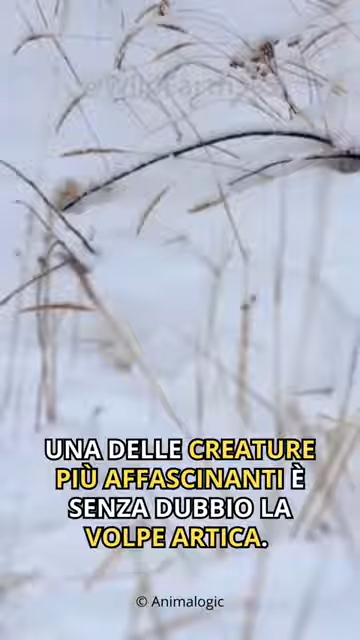 UNA DELLE CREATURE
PIÙ AFFASCINANTI È
SENZA DUBBIO LA
VOLPE ARTICA.
© Animalogic